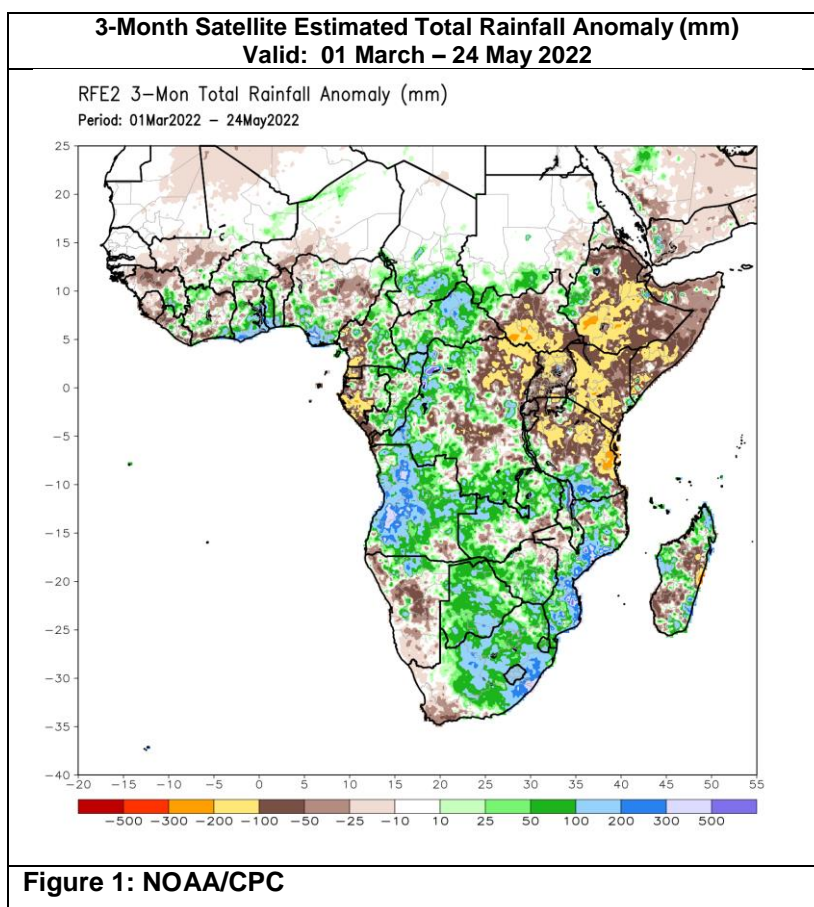 3-Month Satellite Estimated Total Rainfall Anomaly (mm)
Valid: 01 March – 24 May 2022
RFE2 3-Mon Total Rainfall Anomaly (mm)
Period: 01Mar2022 – 24May2022
25
20
15
10
5
0
-5
-10
-15
-20
-25
-30
-35
-40
-20 -15 -10 -5 0 5 10 15 20 25 30 35 40 45 50 55
-500 -300 -200 -100 -50 -25 -10 10 25 50 100 200 300 500
Figure 1: NOAA/CPC